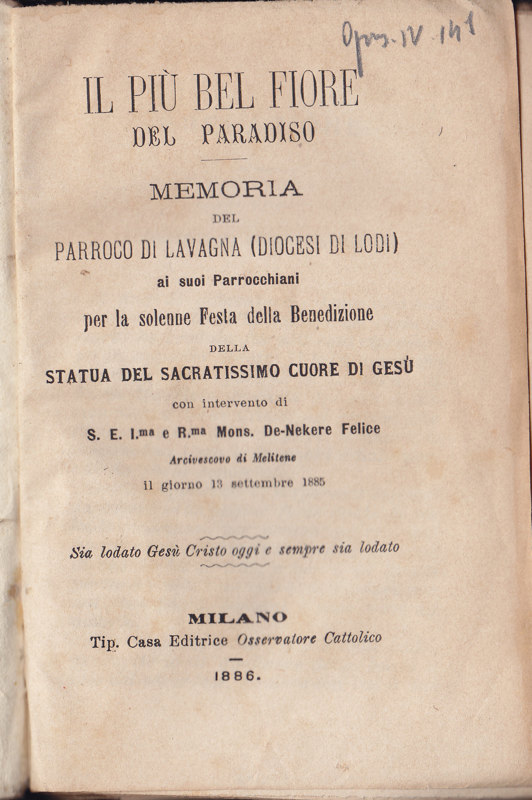 Opus. IV. 141
IL PIÙ BEL FIORE
DEL PARADISO
MEMORIA
DEL
PARROCO DI LAVAGNA (DIOCESI DI LODI)
ai suoi Parrocchiani
per la solenne Festa della Benedizione
DELLA
STATUA DEL SACRATISSIMO CUORE DI GESÙ
con intervento di
S. E. I.ma e R.ma Mons. De-Nekere Felice
Arcivescovo di Melitene
il giorno 13 settembre 1885
Sia lodato Gesù Cristo oggi e sempre sia lodato
MILANO
Tip. Casa Editrice Osservatore Cattolico
1886.